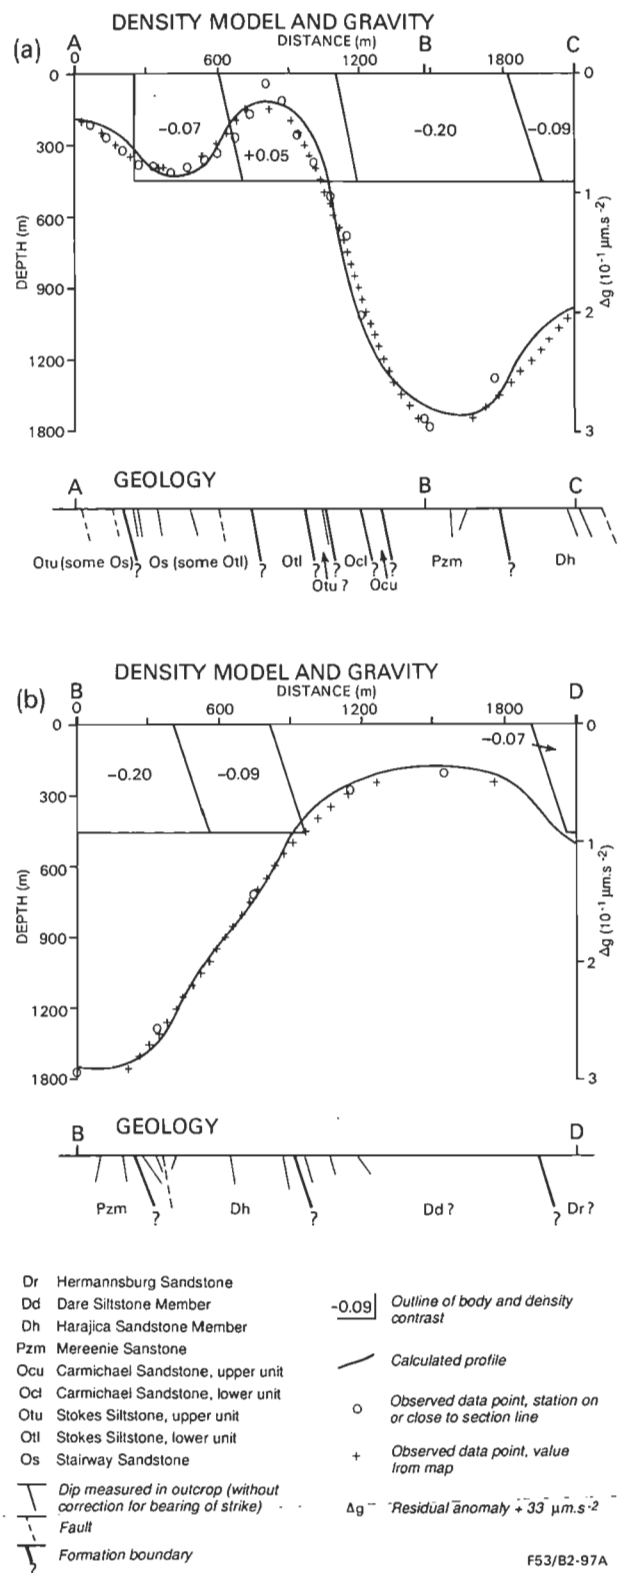 DENSITY MODEL AND GRAVITY
(a)
DISTANCE (m)
A B C
0 600 1200 1800
0 300 600 900 1200 1500 1800
DEPTH (m)
-0.07
+0.05
-0.20
-0.09
0 1 2 3
Δg (10⁻¹ µm.s⁻²)
GEOLOGY
A B C
Otu (some Os) ? Os (some Otl) ? Otl ? ? Ocl ? ? Pzm ? Dh
Otu ? Ocu
DENSITY MODEL AND GRAVITY
(b)
DISTANCE (m)
B D
0 600 1200 1800
0 300 600 900 1200 1800
DEPTH (m)
-0.20
-0.09
-0.07
0 1 2 3
Δg (10⁻¹ µm.s⁻²)
GEOLOGY
B D
Pzm ? Dh ? Dd ? ? Dr ?
Dr Hermannsburg Sandstone
Dd Dare Siltstone Member
Dh Harajica Sandstone Member
Pzm Mereenie Sanstone
Ocu Carmichael Sandstone, upper unit
Ocl Carmichael Sandstone, lower unit
Otu Stokes Siltstone, upper unit
Otl Stokes Siltstone, lower unit
Os Stairway Sandstone
Dip measured in outcrop (without
correction for bearing of strike)
Fault
? Formation boundary
-0.09 Outline of body and density
contrast
Calculated profile
Observed data point, station on
or close to section line
+ Observed data point, value
from map
Δg Residual anomaly + 33 µm.s⁻²
F53/B2-97A